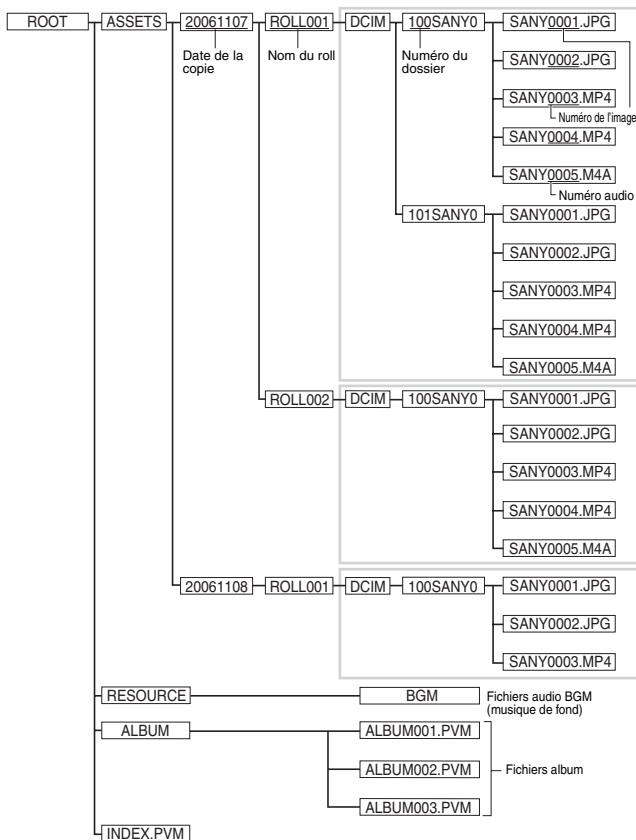 ROOT ASSETS 20061107 ROLL001 DCIM 100SANY0 SANY0001.JPG
Date de la copie
Nom du roll
Numéro du dossier
SANY0002.JPG
SANY0003.MP4
Numéro de l'image
SANY0004.MP4
SANY0005.M4A
Numéro audio
101SANY0 SANY0001.JPG
SANY0002.JPG
SANY0003.MP4
SANY0004.MP4
SANY0005.M4A
ROLL002 DCIM 100SANY0 SANY0001.JPG
SANY0002.JPG
SANY0003.MP4
SANY0004.MP4
SANY0005.M4A
20061108 ROLL001 DCIM 100SANY0 SANY0001.JPG
SANY0002.JPG
SANY0003.MP4
RESOURCE BGM Fichiers audio BGM
(musique de fond)
ALBUM ALBUM001.PVM
ALBUM002.PVM Fichiers album
ALBUM003.PVM
INDEX.PVM